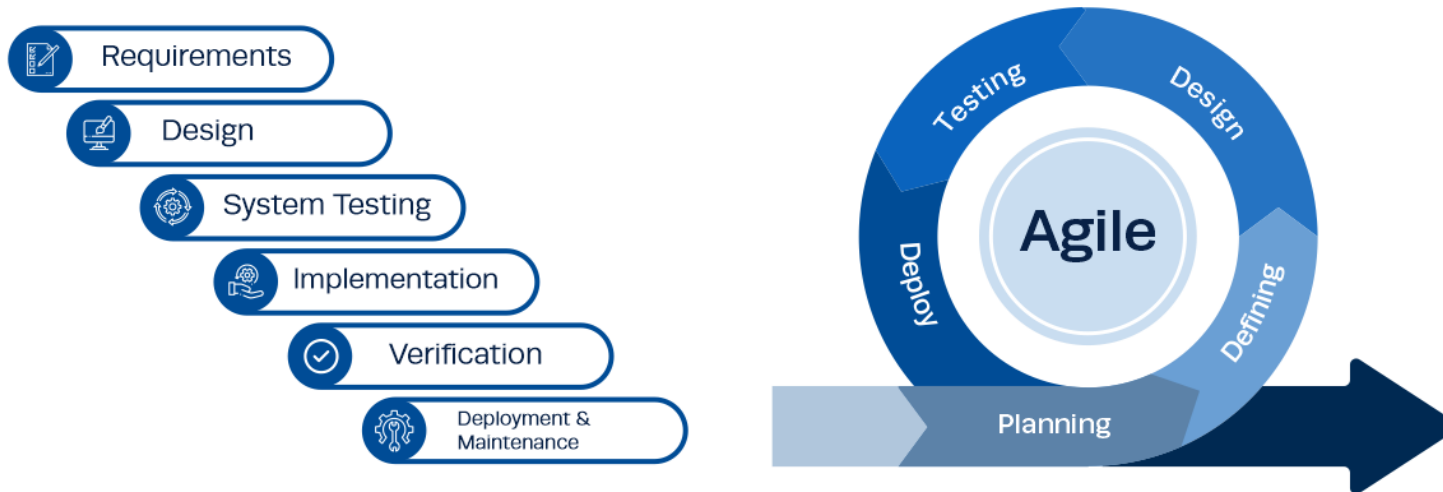 Requirements
Design
System Testing
Implementation
Verification
Deployment &
Maintenance
Agile
Planning
Defining
Design
Testing
Deploy